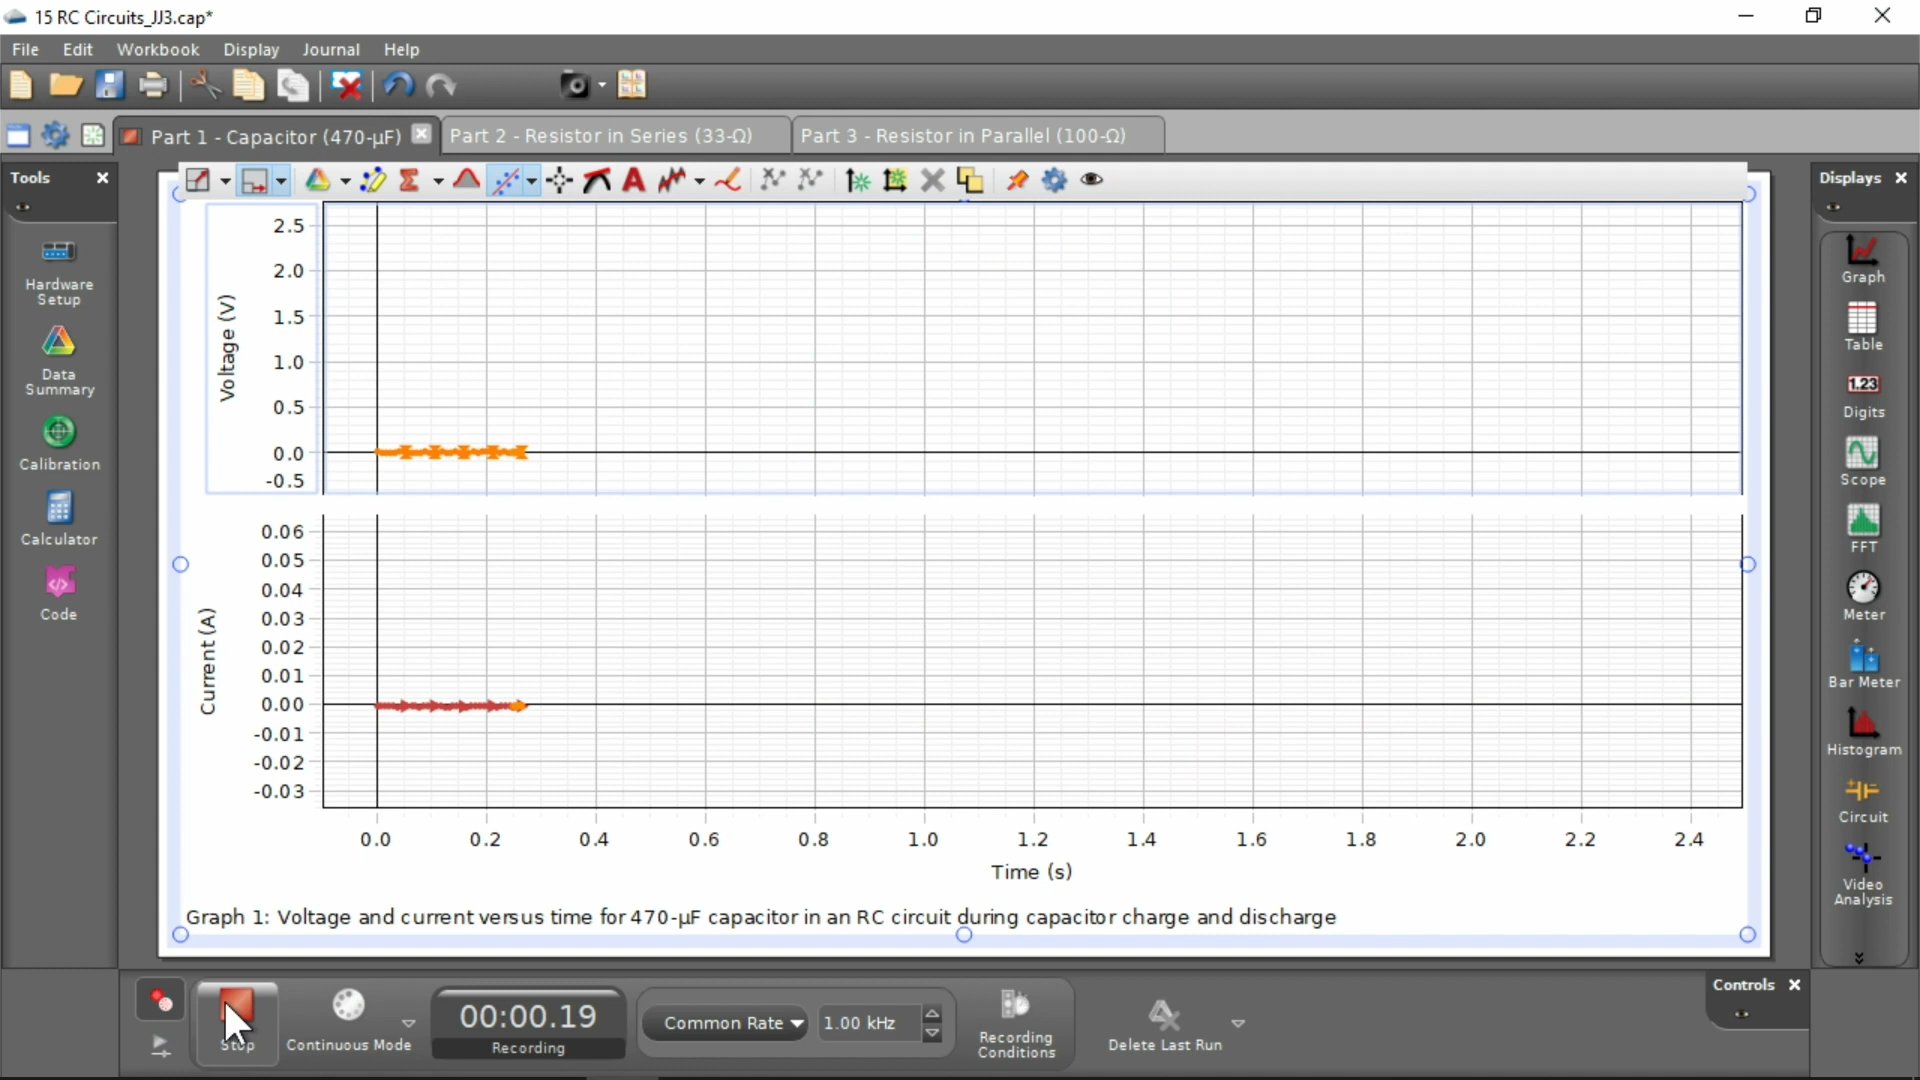 15 RC Circuits_JJ3.cap*
File Edit Workbook Display Journal Help
Part 1 - Capacitor (470-µF)
Part 2 - Resistor in Series (33-Ω)
Part 3 - Resistor in Parallel (100-Ω)
Tools
Hardware
Setup
Data
Summary
Calibration
Calculator
Code
Voltage (V)
2.5
2.0
1.5
1.0
0.5
0.0
-0.5
Current (A)
0.06
0.05
0.04
0.03
0.02
0.01
0.00
-0.01
-0.02
-0.03
0.0 0.2 0.4 0.6 0.8 1.0 1.2 1.4 1.6 1.8 2.0 2.2 2.4
Time (s)
Graph 1: Voltage and current versus time for 470-µF capacitor in an RC circuit during capacitor charge and discharge
Displays
Graph
Table
1.23
Digits
Scope
FFT
Meter
Bar Meter
Histogram
Circuit
Video
Analysis
Stop
Continuous Mode
00:00.19
Recording
Common Rate
1.00 kHz
Recording
Conditions
Delete Last Run
Controls